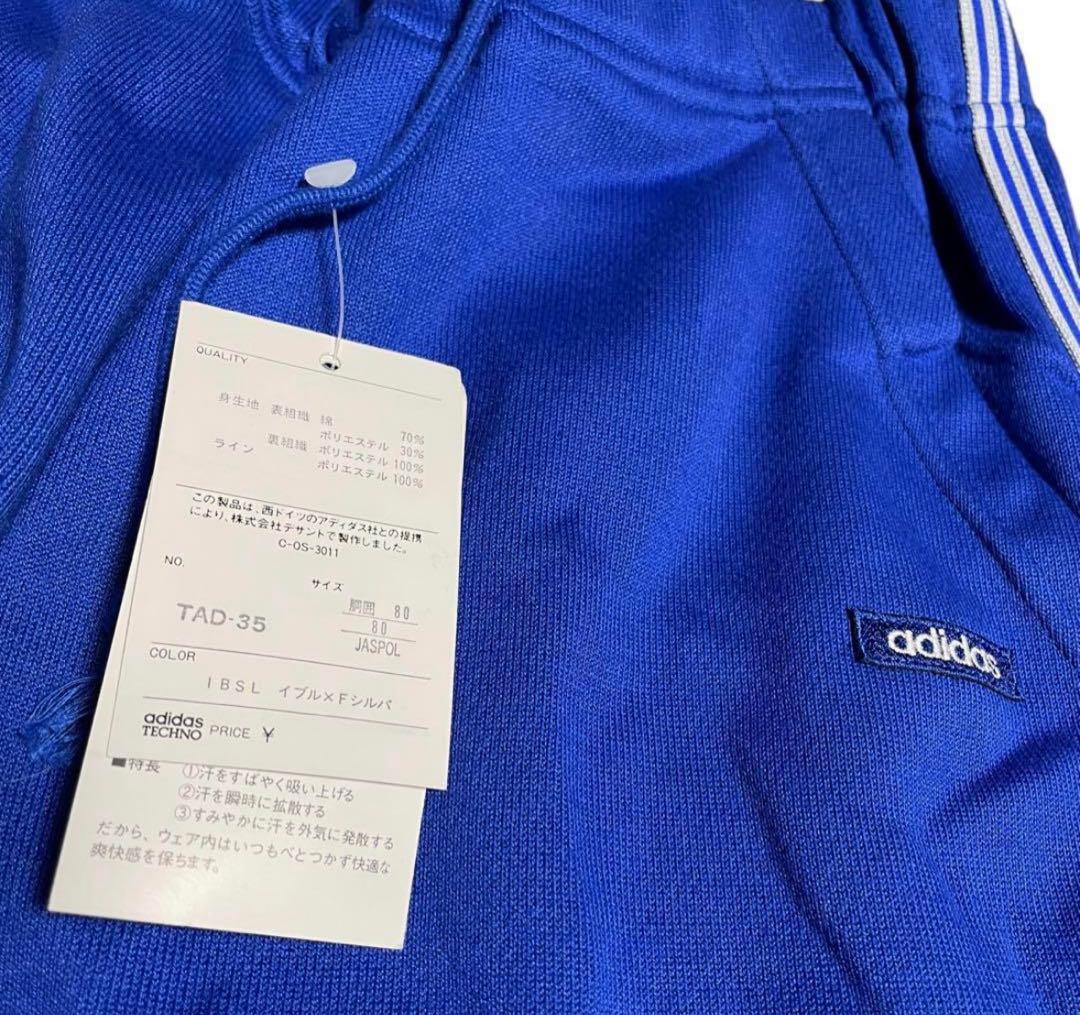 QUALITY
身生地 表組織 綿 70%
ポリエステル 30%
裏組織 ポリエステル 100%
ライン ポリエステル 100%
この製品は、西ドイツのアディダス社との提携
により、株式会社デサントで製作しました。
C-OS-3011
NO.
サイズ
TAD-35
胴囲 80
80
JASPOL
COLOR
IBSL イブル×Fシルバ
adidas
TECHNO PRICE ¥
■特長 ①汗をすばやく吸い上げる
②汗を瞬時に拡散する
③すみやかに汗を外気に発散する
だから、ウェア内はいつもべとつかず快適な
爽快感を保ちます。
adidas